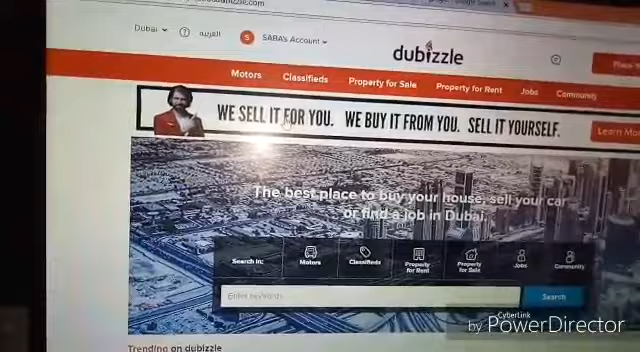 Dubai
العربية
S
SABA's Account
dubizzle
Motors
Classifieds
Property for Sale
Property for Rent
Jobs
Community
WE SELL IT FOR YOU. WE BUY IT FROM YOU. SELL IT YOURSELF.
Learn
The best place to buy your house, sell your car
or find a job in Dubai.
Search in:
Motors
Classifieds
Property
for Rent
Property
for Sale
Jobs
Community
Enter keywords
Search
Trending on dubizzle
CyberLink
by PowerDirector